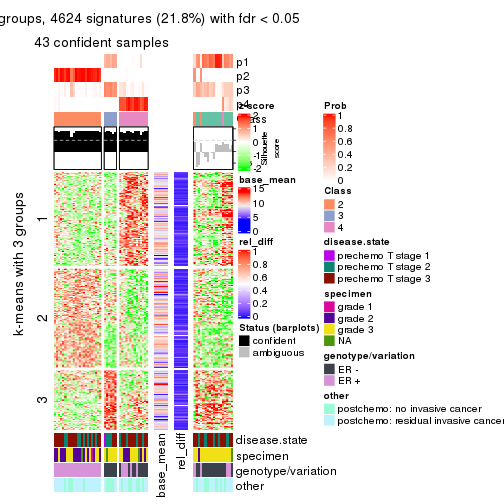 groups, 4624 signatures (21.8%) with fdr < 0.05
43 confident samples
p1
p2
p3
p4
Class
z-score
2
1
0
-1
-2
Silhouette
score
base_mean
15
10
5
0
rel_diff
1
0.8
0.6
0.4
0.2
0
Status (barplots)
confident
ambiguous
Prob
1
0.8
0.6
0.4
0.2
0
Class
2
3
4
disease.state
prechemo T stage 1
prechemo T stage 2
prechemo T stage 3
specimen
grade 1
grade 2
grade 3
NA
genotype/variation
ER -
ER +
other
postchemo: no invasive cancer
postchemo: residual invasive cancer
k-means with 3 groups
1
2
3
base_mean
rel_diff
disease.state
specimen
genotype/variation
other